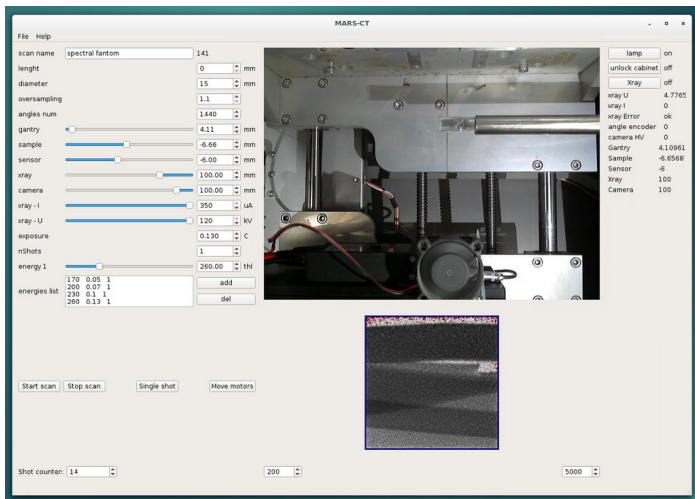 MARS-CT
File Help
scan name spectral fantom 141
lenght 0 mm
diameter 15 mm
oversampling 1.1
angles num 1440
gantry 4.11 mm
sample -6.66 mm
sensor -6.00 mm
xray 100.00 mm
camera 100.00 mm
xray - I 350 uA
xray - U 120 kV
exposure 0.130 C
nShots 1
energy 1 260.00 thl
energies list
170 0.05 1
200 0.07 1
230 0.1 1
260 0.13 1
add
del
lamp on
unlock cabinet off
Xray off
xray U 4.7765
xray I 0
xray Error ok
angle encoder 0
camera HV 0
Gantry 4.10961
Sample -6.6568
Sensor -6
Xray 100
Camera 100
Start scan Stop scan Single shot Move motors
Shot counter: 14 200 5000